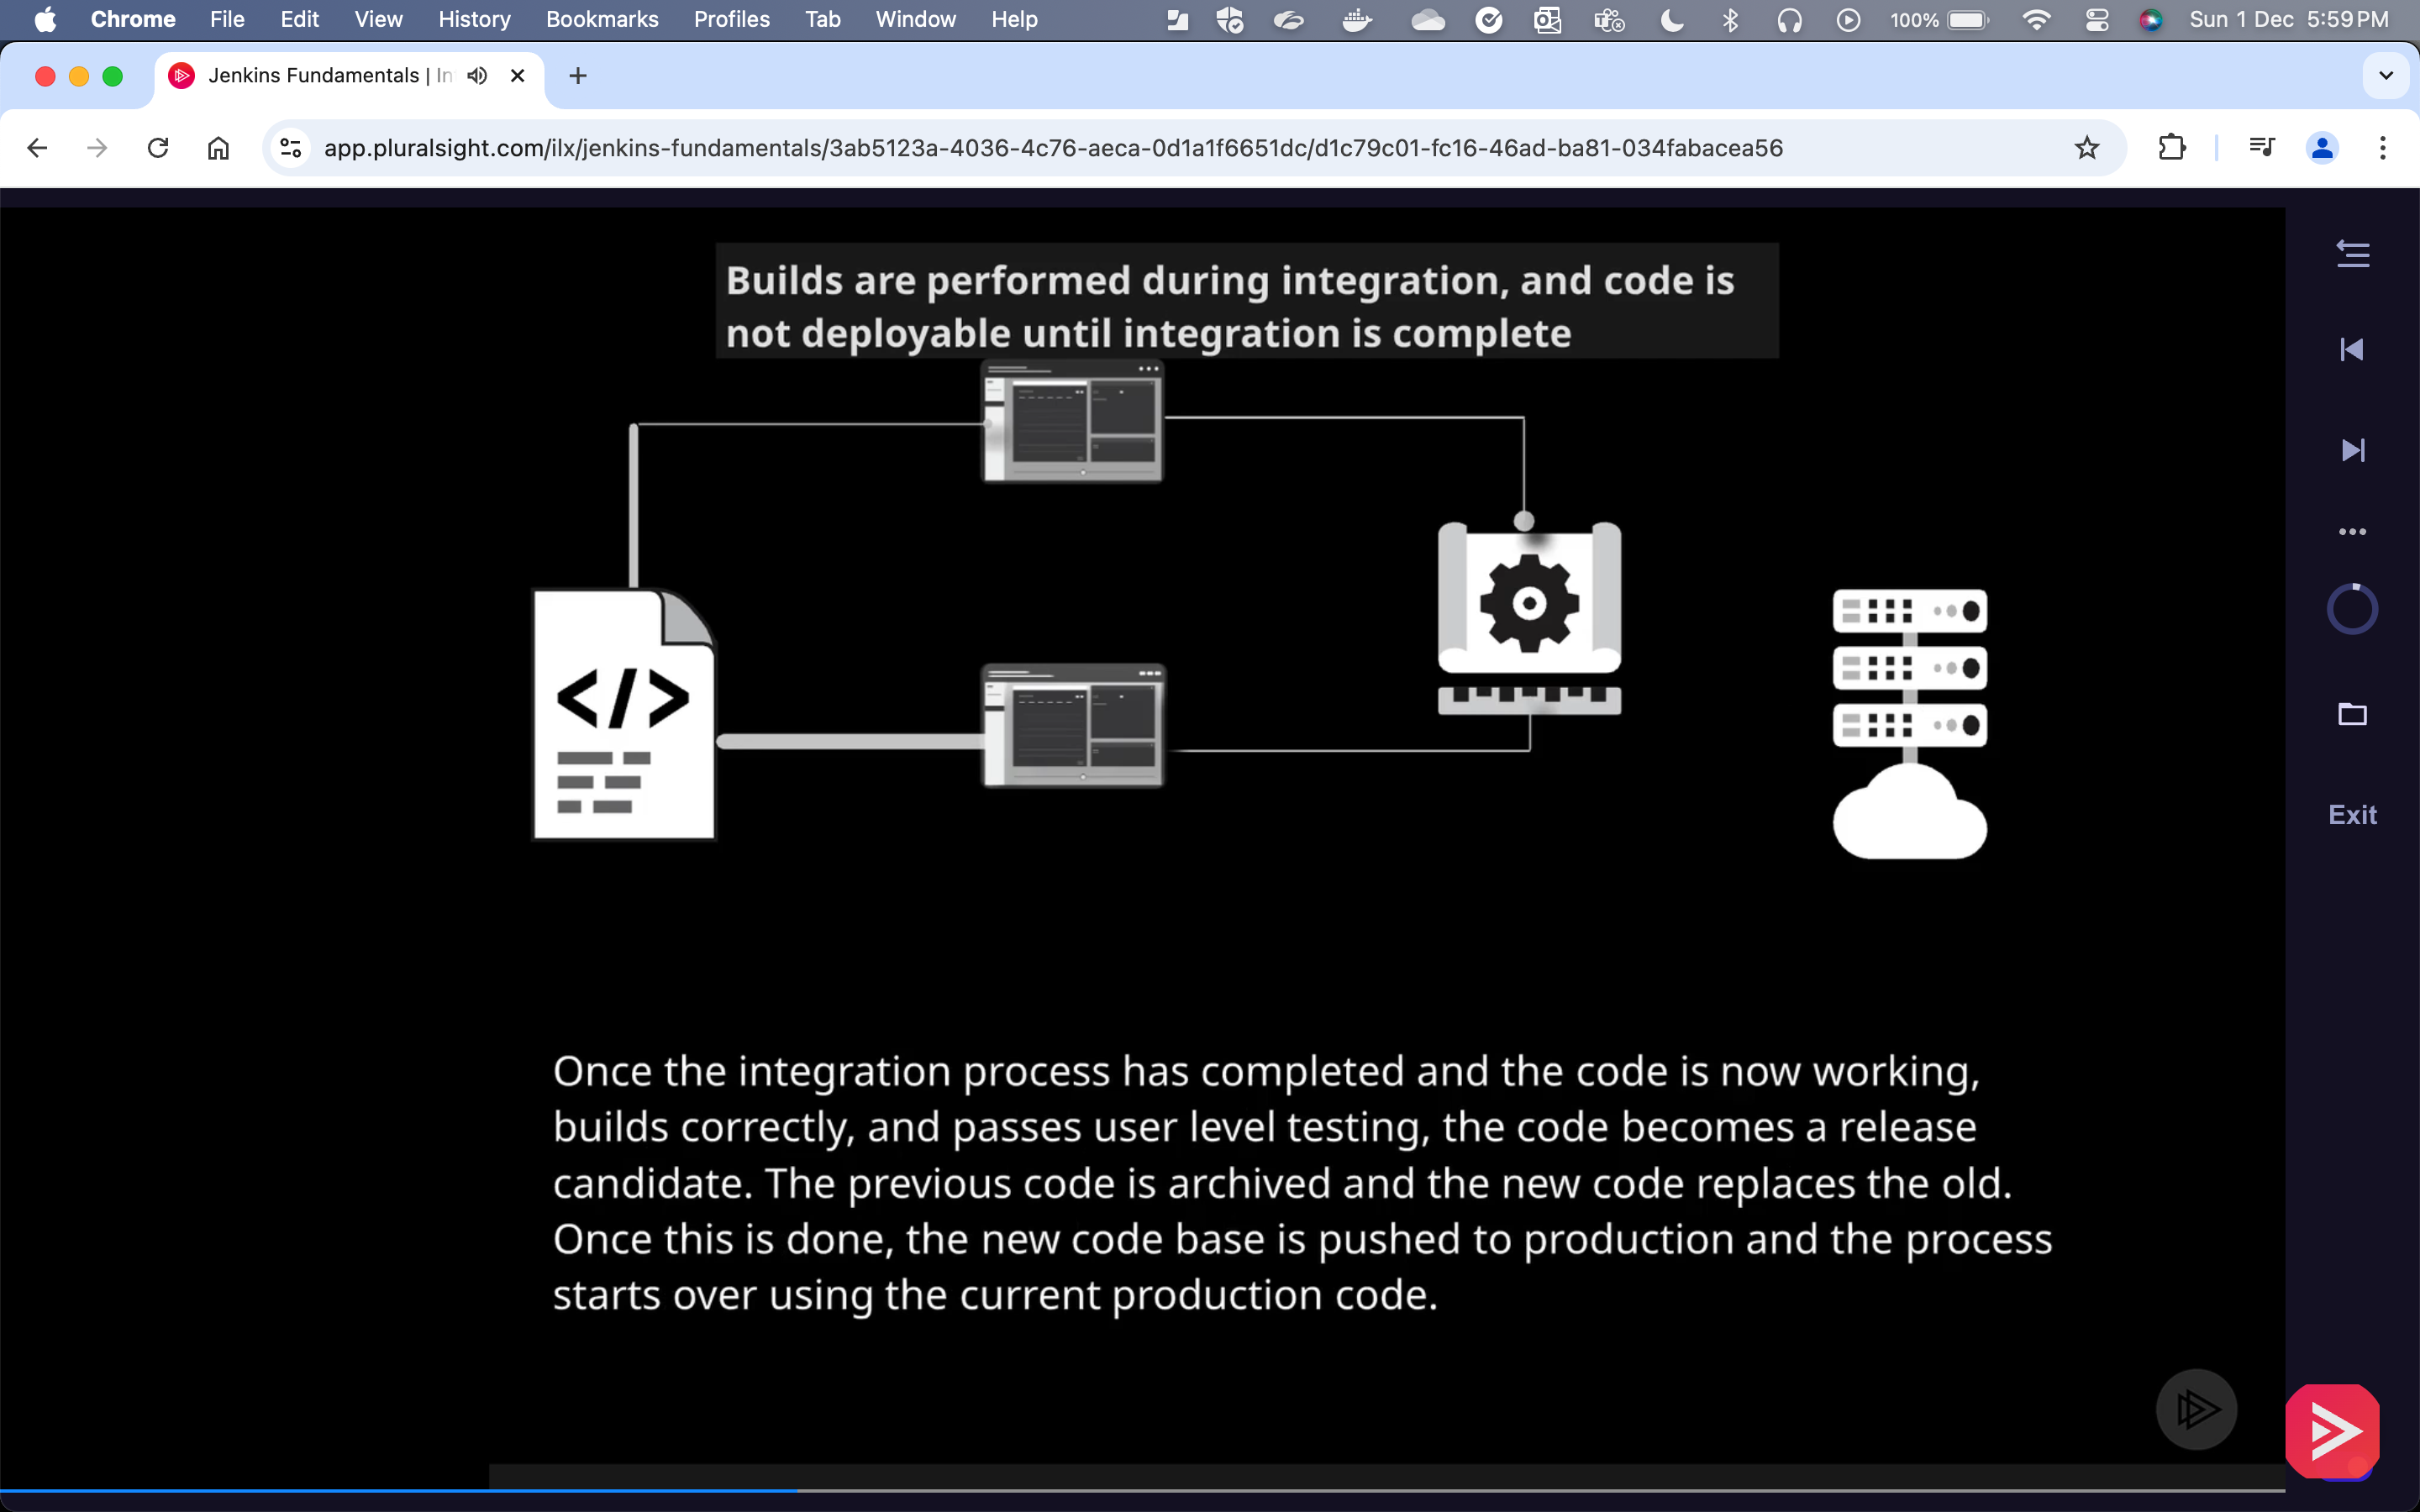 Chrome File Edit View History Bookmarks Profiles Tab Window Help 100% Sun 1 Dec 5:59 PM
Jenkins Fundamentals | In
app.pluralsight.com/ilx/jenkins-fundamentals/3ab5123a-4036-4c76-aeca-0d1a1f6651dc/d1c79c01-fc16-46ad-ba81-034fabacea56
Builds are performed during integration, and code is
not deployable until integration is complete
</>
Exit
Once the integration process has completed and the code is now working,
builds correctly, and passes user level testing, the code becomes a release
candidate. The previous code is archived and the new code replaces the old.
Once this is done, the new code base is pushed to production and the process
starts over using the current production code.